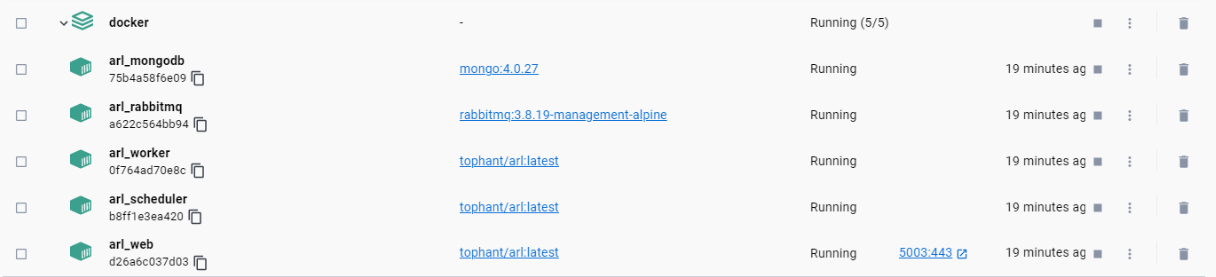 docker - Running (5/5)
arl_mongodb
75b4a58f6e09 mongo:4.0.27 Running 19 minutes ag
arl_rabbitmq
a622c564bb94 rabbitmq:3.8.19-management-alpine Running 19 minutes ag
arl_worker
0f764ad70e8c tophant/arl:latest Running 19 minutes ag
arl_scheduler
b8ff1e3ea420 tophant/arl:latest Running 19 minutes ag
arl_web
d26a6c037d03 tophant/arl:latest Running 5003:443 19 minutes ag